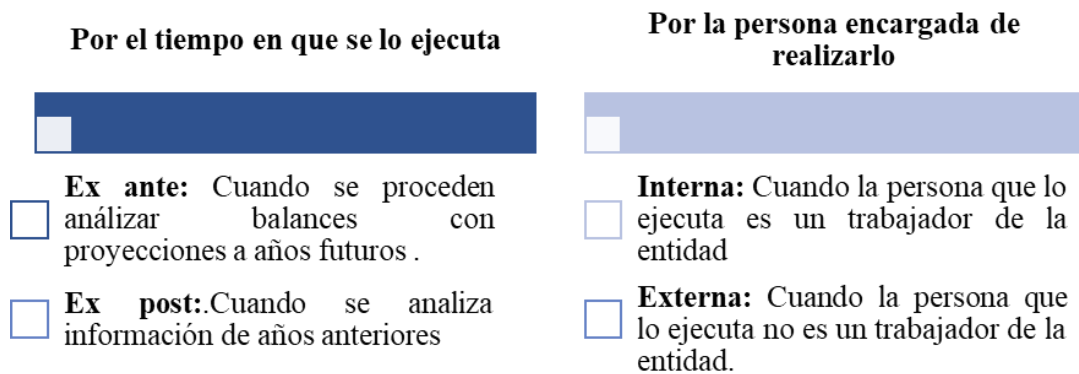 Por el tiempo en que se lo ejecuta
Ex ante: Cuando se proceden
análizar balances con
proyecciones a años futuros .
Ex post:.Cuando se analiza
información de años anteriores
Por la persona encargada de
realizarlo
Interna: Cuando la persona que lo
ejecuta es un trabajador de la
entidad
Externa: Cuando la persona que
lo ejecuta no es un trabajador de la
entidad.